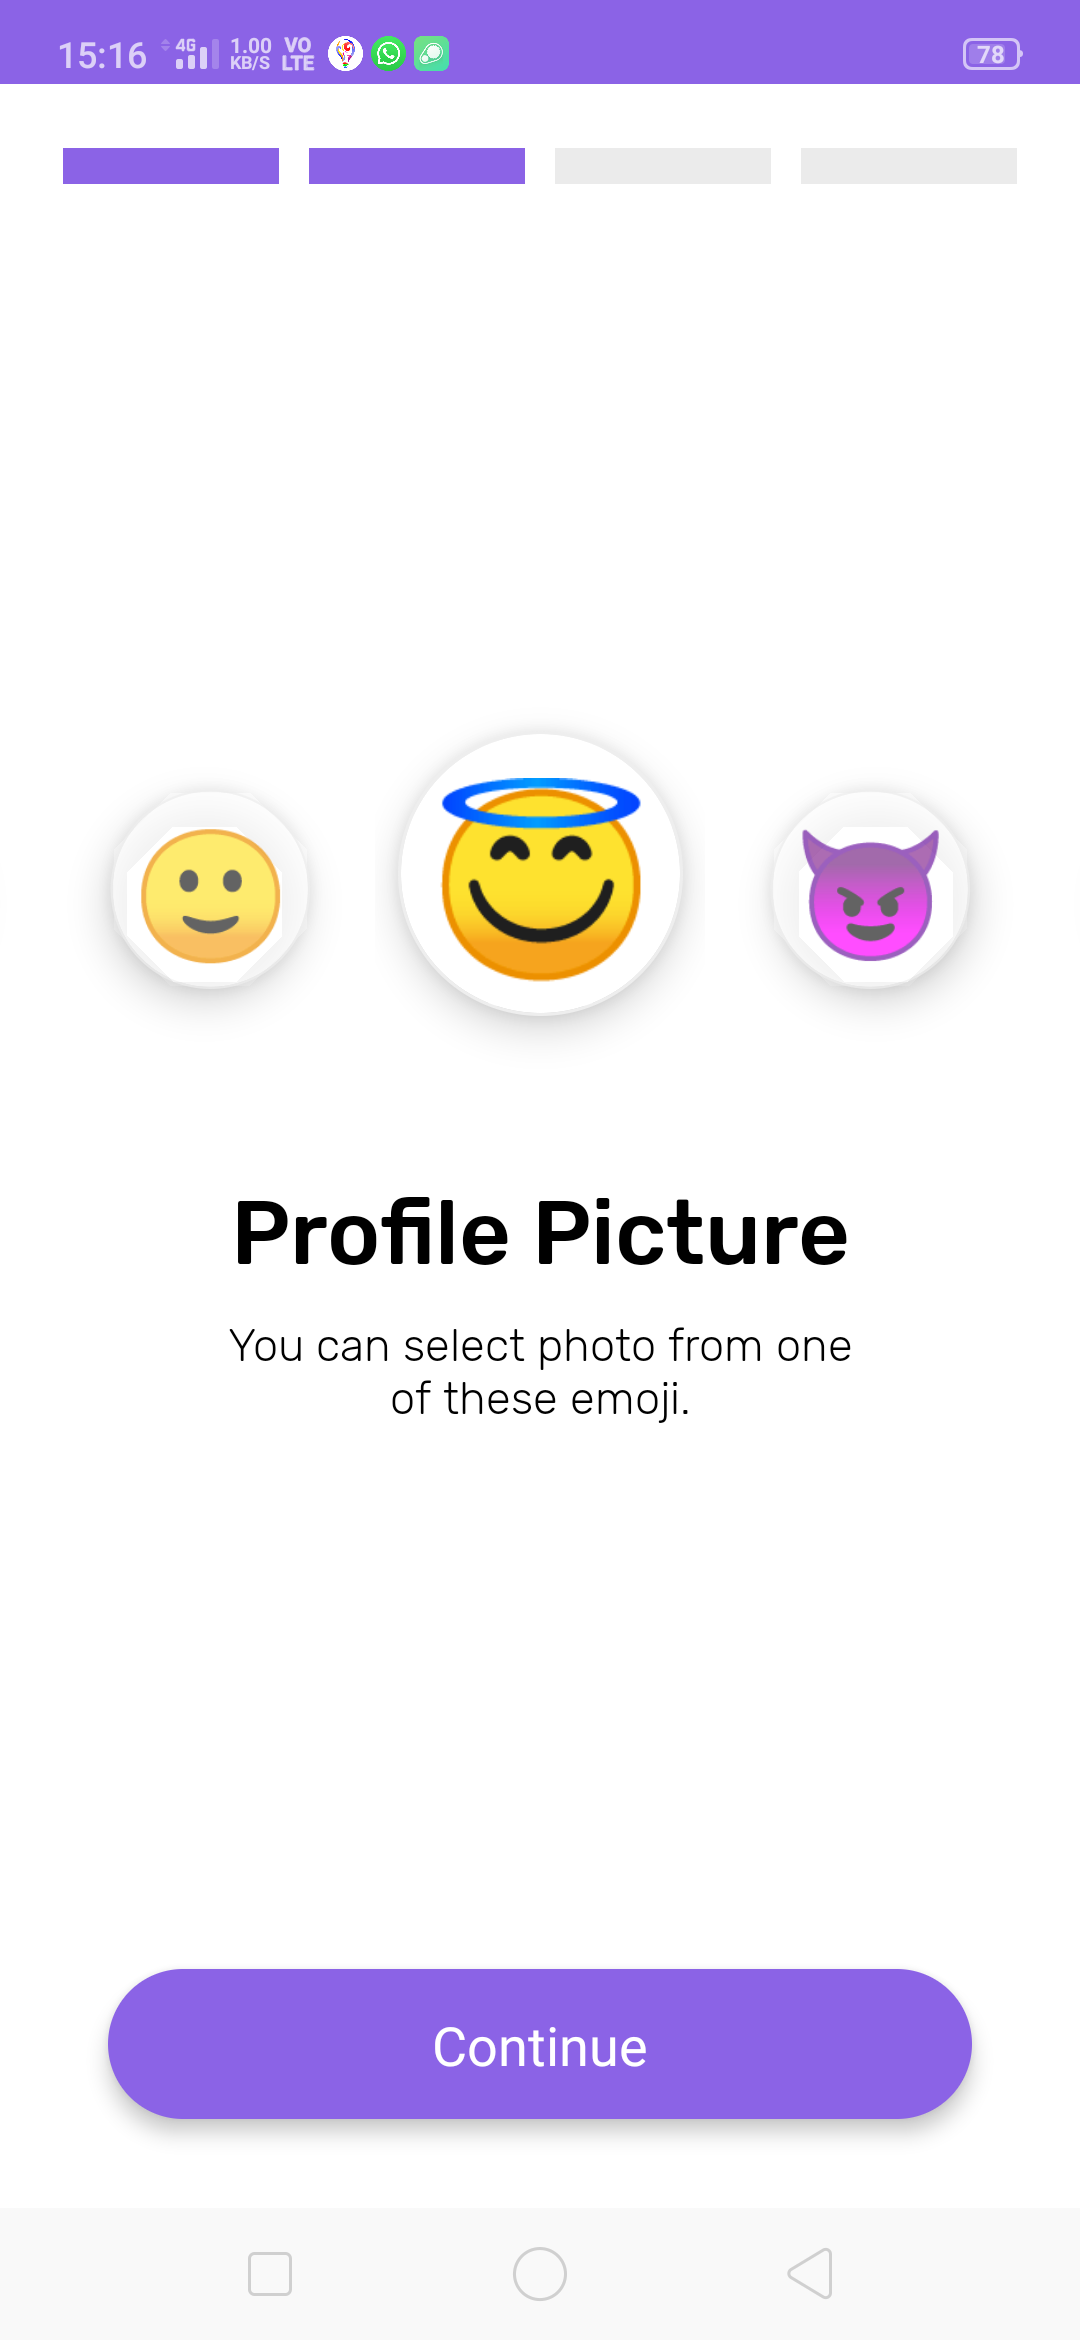 15:16 4G 1.00 KB/S VO LTE 78
Profile Picture
You can select photo from one
of these emoji.
Continue